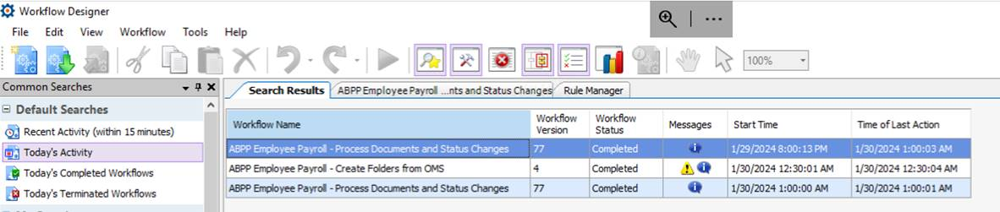 Workflow Designer
File Edit View Workflow Tools Help
100%
Common Searches
Default Searches
Recent Activity (within 15 minutes)
Today's Activity
Today's Completed Workflows
Today's Terminated Workflows
Search Results ABPP Employee Payroll ...nts and Status Changes Rule Manager
Workflow Name Workflow Version Workflow Status Messages Start Time Time of Last Action
ABPP Employee Payroll - Process Documents and Status Changes 77 Completed 1/29/2024 8:00:13 PM 1/30/2024 1:00:03 AM
ABPP Employee Payroll - Create Folders from OMS 4 Completed 1/30/2024 12:30:01 AM 1/30/2024 12:30:04 AM
ABPP Employee Payroll - Process Documents and Status Changes 77 Completed 1/30/2024 1:00:00 AM 1/30/2024 1:00:01 AM